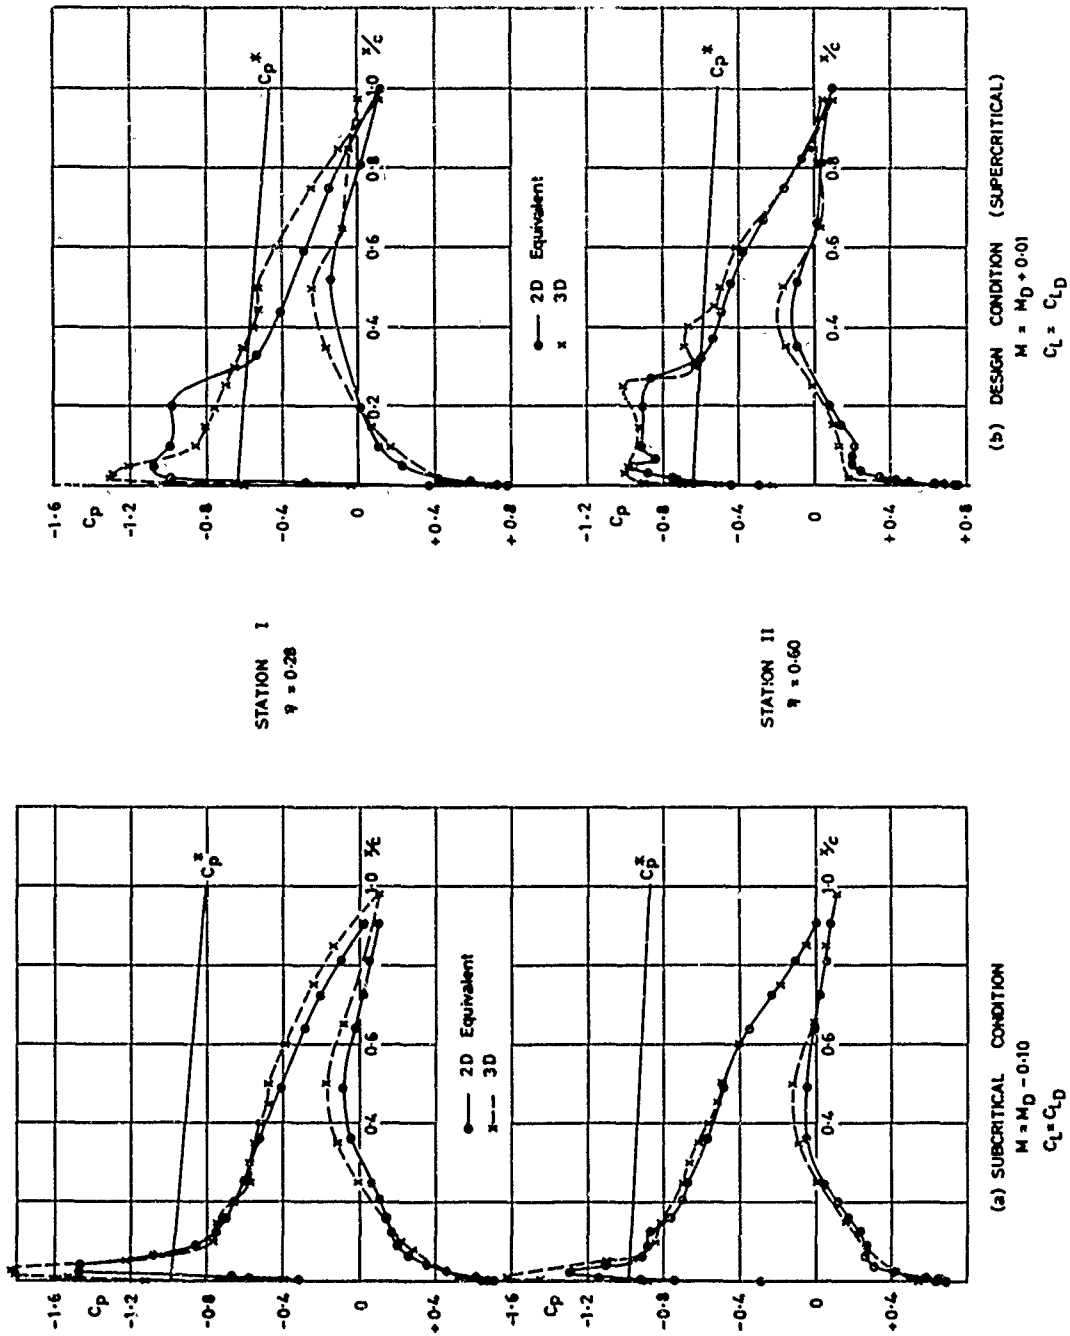 -1.6
Cp
-1.2
-0.8
-0.4
0
+0.4
0.4
0.6
1.0
x/c
Cp*
2D Equivalent
3D
-1.6
Cp
-1.2
-0.8
-0.4
0
+0.4
0.4
0.6
1.0
x/c
Cp*
(a) SUBCRITICAL CONDITION
M = MD - 0.10
CL = CLD
STATION I
η = 0.28
STATION II
η = 0.60
-1.6
Cp
-1.2
-0.8
-0.4
0
+0.4
+0.8
0.2
0.4
0.6
0.8
1.0
x/c
Cp*
2D Equivalent
3D
Cp
-0.8
-0.4
0
+0.4
+0.8
0.4
0.6
0.8
1.0
x/c
Cp*
(b) DESIGN CONDITION (SUPERCRITICAL)
M = MD + 0.01
CL = CLD